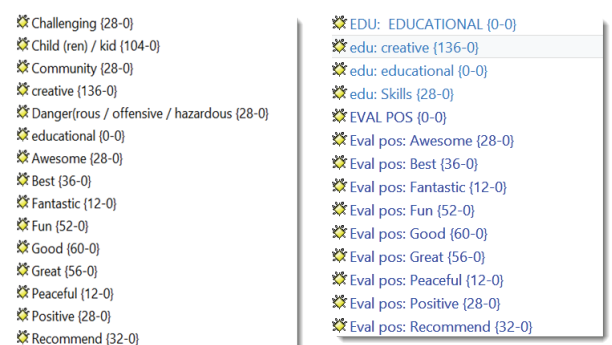 Challenging {28-0}
Child (ren) / kid {104-0}
Community {28-0}
creative {136-0}
Danger(rous / offensive / hazardous {28-0}
educational {0-0}
Awesome {28-0}
Best {36-0}
Fantastic {12-0}
Fun {52-0}
Good {60-0}
Great {56-0}
Peaceful {12-0}
Positive {28-0}
Recommend {32-0}
EDU:  EDUCATIONAL {0-0}
edu: creative {136-0}
edu: educational {0-0}
edu: Skills {28-0}
EVAL POS {0-0}
Eval pos: Awesome {28-0}
Eval pos: Best {36-0}
Eval pos: Fantastic {12-0}
Eval pos: Fun {52-0}
Eval pos: Good {60-0}
Eval pos: Great {56-0}
Eval pos: Peaceful {12-0}
Eval pos: Positive {28-0}
Eval pos: Recommend {32-0}